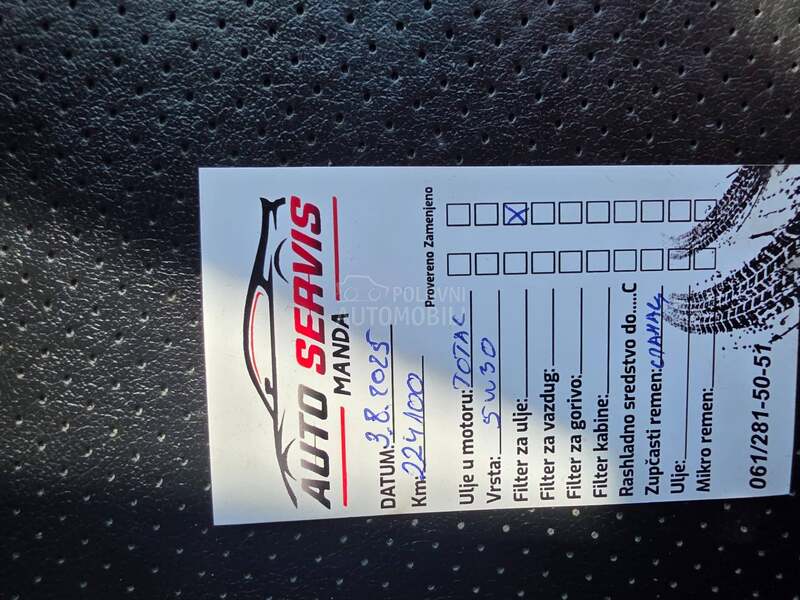 AUTO SERVIS
MANDA
DATUM: 3.8.2025
Km: 224100
Provereno Zamenjeno
Ulje u motoru: TOTAL
Vrsta: 5W30
Filter za ulje: X
Filter za vazduh:
Filter za gorivo:
Filter kabine:
Rashladno sredstvo do.....C
Zupčasti remen:
Ulje:
Mikro remen:
061/281-50-51
POLOVNI
AUTOMOBILI